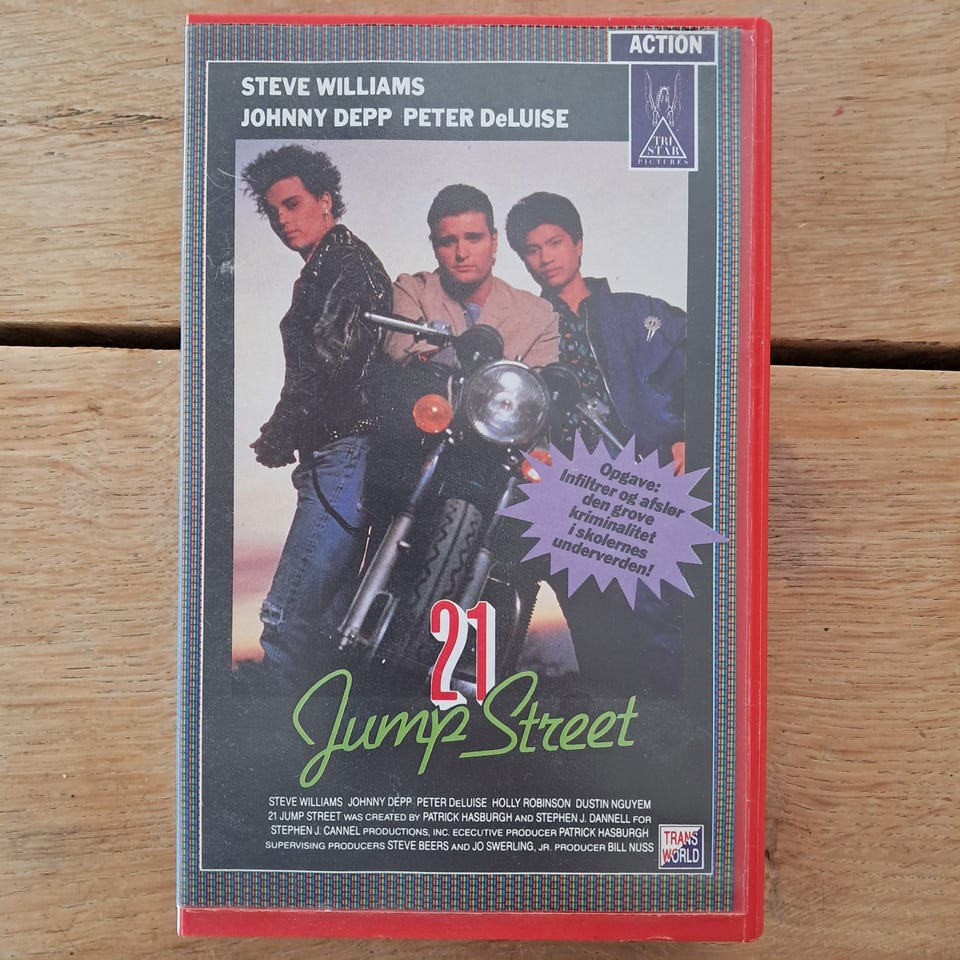 ACTION
STEVE WILLIAMS
JOHNNY DEPP PETER DeLUISE
TRI
STAR
PICTURES
Opgave:
Infiltrer og afslør
den grove
kriminalitet
i skolernes
underverden!
21
Jump Street
STEVE WILLIAMS JOHNNY DEPP PETER DeLUISE HOLLY ROBINSON DUSTIN NGUYEM
21 JUMP STREET WAS CREATED BY PATRICK HASBURGH AND STEPHEN J. DANNELL FOR
STEPHEN J. CANNEL PRODUCTIONS, INC. ECECUTIVE PRODUCER PATRICK HASBURGH
SUPERVISING PRODUCERS STEVE BEERS AND JO SWERLING, JR. PRODUCER BILL NUSS
TRANS
WORLD